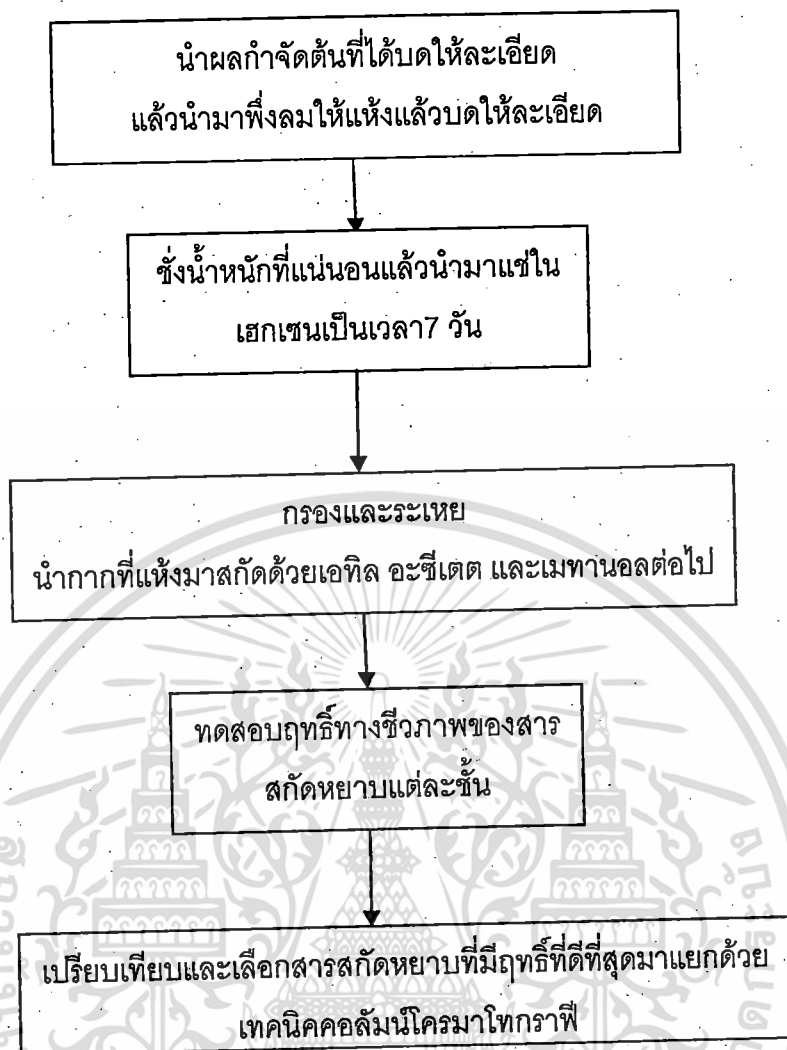 นำผลกำจัดต้นที่ได้บดให้ละเอียด
แล้วนำมาพึ่งลมให้แห้งแล้วบดให้ละเอียด
ชั่งน้ำหนักที่แน่นอนแล้วนำมาแช่ใน
เฮกเซนเป็นเวลา7 วัน
กรองและระเหย
นำกากที่แห้งมาสกัดด้วยเอทิล อะซีเตต และเมทานอลต่อไป
ทดสอบฤทธิ์ทางชีวภาพของสาร
สกัดหยาบแต่ละชั้น
เปรียบเทียบและเลือกสารสกัดหยาบที่มีฤทธิ์ที่ดีที่สุดมาแยกด้วย
เทคนิคคอลัมน์โครมาโทกราฟี